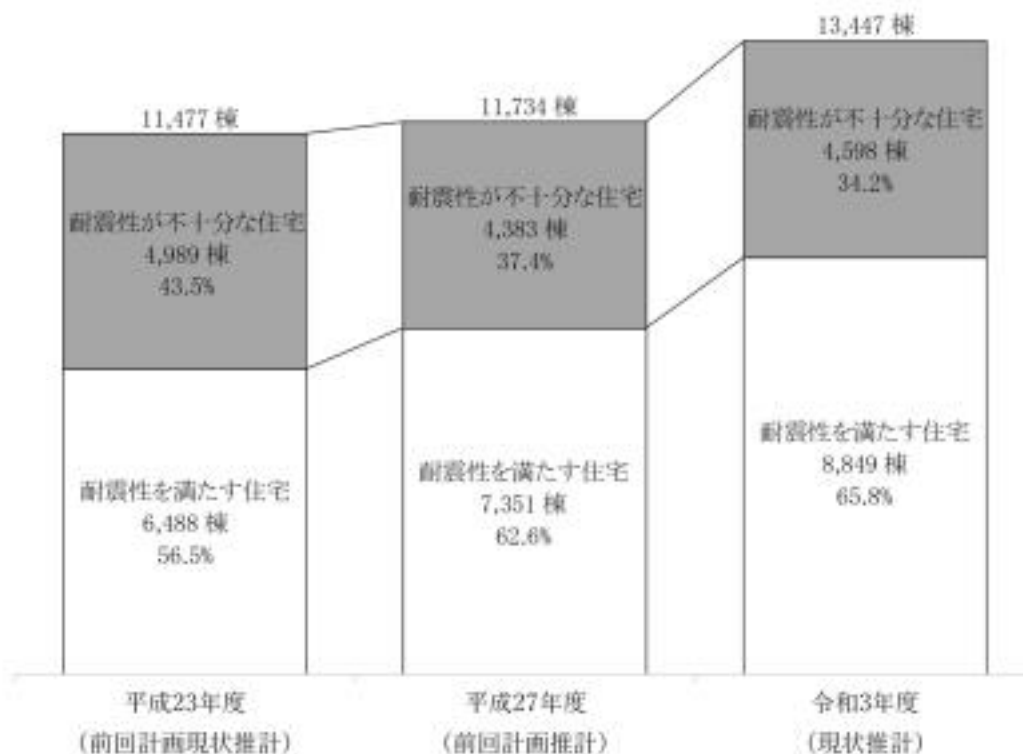 11,477 棟
耐震性が不十分な住宅
4,989 棟
43.5%
耐震性を満たす住宅
6,488 棟
56.5%
平成23年度
(前回計画現状推計)
11,734 棟
耐震性が不十分な住宅
4,383 棟
37.4%
耐震性を満たす住宅
7,351 棟
62.6%
平成27年度
(前回計画推計)
13,447 棟
耐震性が不十分な住宅
4,598 棟
34.2%
耐震性を満たす住宅
8,849 棟
65.8%
令和3年度
(現状推計)